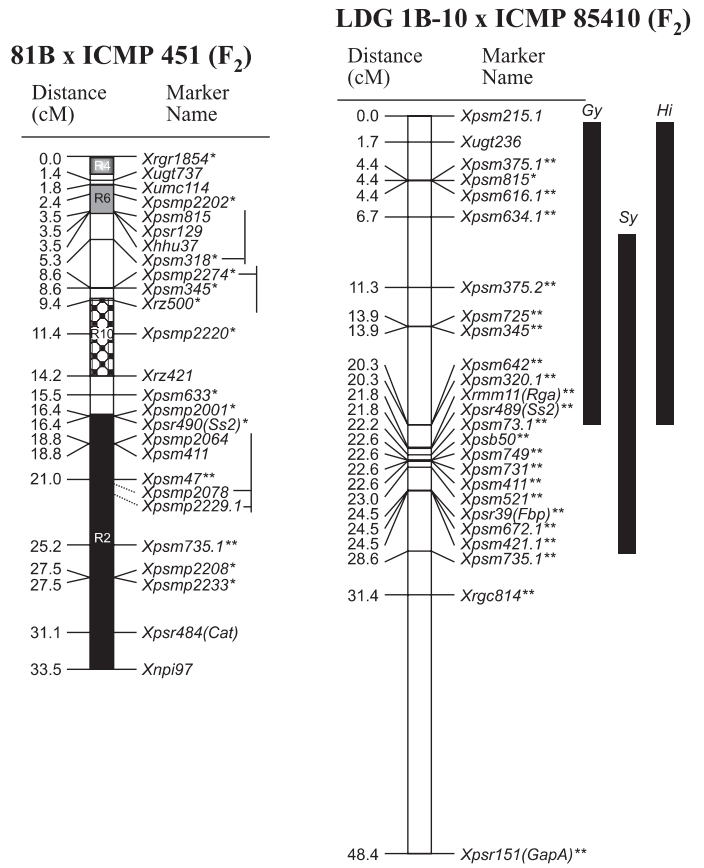 81B x ICMP 451 (F2)
Distance (cM) Marker Name
0.0 Xrgr1854*
R4
1.4 Xugt737
1.8 Xumc114
2.4 Xpsmp2202*
R6
3.5 Xpsm815
3.5 Xpsr129
3.5 Xhhu37
5.3 Xpsm318*
8.6 Xpsmp2274*
8.6 Xpsm345*
9.4 Xrz500*
11.4 Xpsmp2220*
R10
14.2 Xrz421
15.5 Xpsm633*
16.4 Xpsmp2001*
16.4 Xpsr490(Ss2)*
18.8 Xpsmp2064
18.8 Xpsm411
21.0 Xpsm47**
Xpsmp2078
Xpsmp2229.1
R2
25.2 Xpsm735.1**
27.5 Xpsmp2208*
27.5 Xpsmp2233*
31.1 Xpsr484(Cat)
33.5 Xnpi97
LDG 1B-10 x ICMP 85410 (F2)
Distance (cM) Marker Name
Gy Hi
Sy
0.0 Xpsm215.1
1.7 Xugt236
4.4 Xpsm375.1**
4.4 Xpsm815*
4.4 Xpsm616.1**
6.7 Xpsm634.1**
11.3 Xpsm375.2**
13.9 Xpsm725**
13.9 Xpsm345**
20.3 Xpsm642**
20.3 Xpsm320.1**
21.8 Xrmm11(Rga)**
21.8 Xpsr489(Ss2)**
22.2 Xpsm73.1**
22.6 Xpsb50**
22.6 Xpsm749**
22.6 Xpsm731**
22.6 Xpsm411**
23.0 Xpsm521**
24.5 Xpsr39(Fbp)**
24.5 Xpsm672.1**
24.5 Xpsm421.1**
28.6 Xpsm735.1**
31.4 Xrgc814**
48.4 Xpsr151(GapA)**